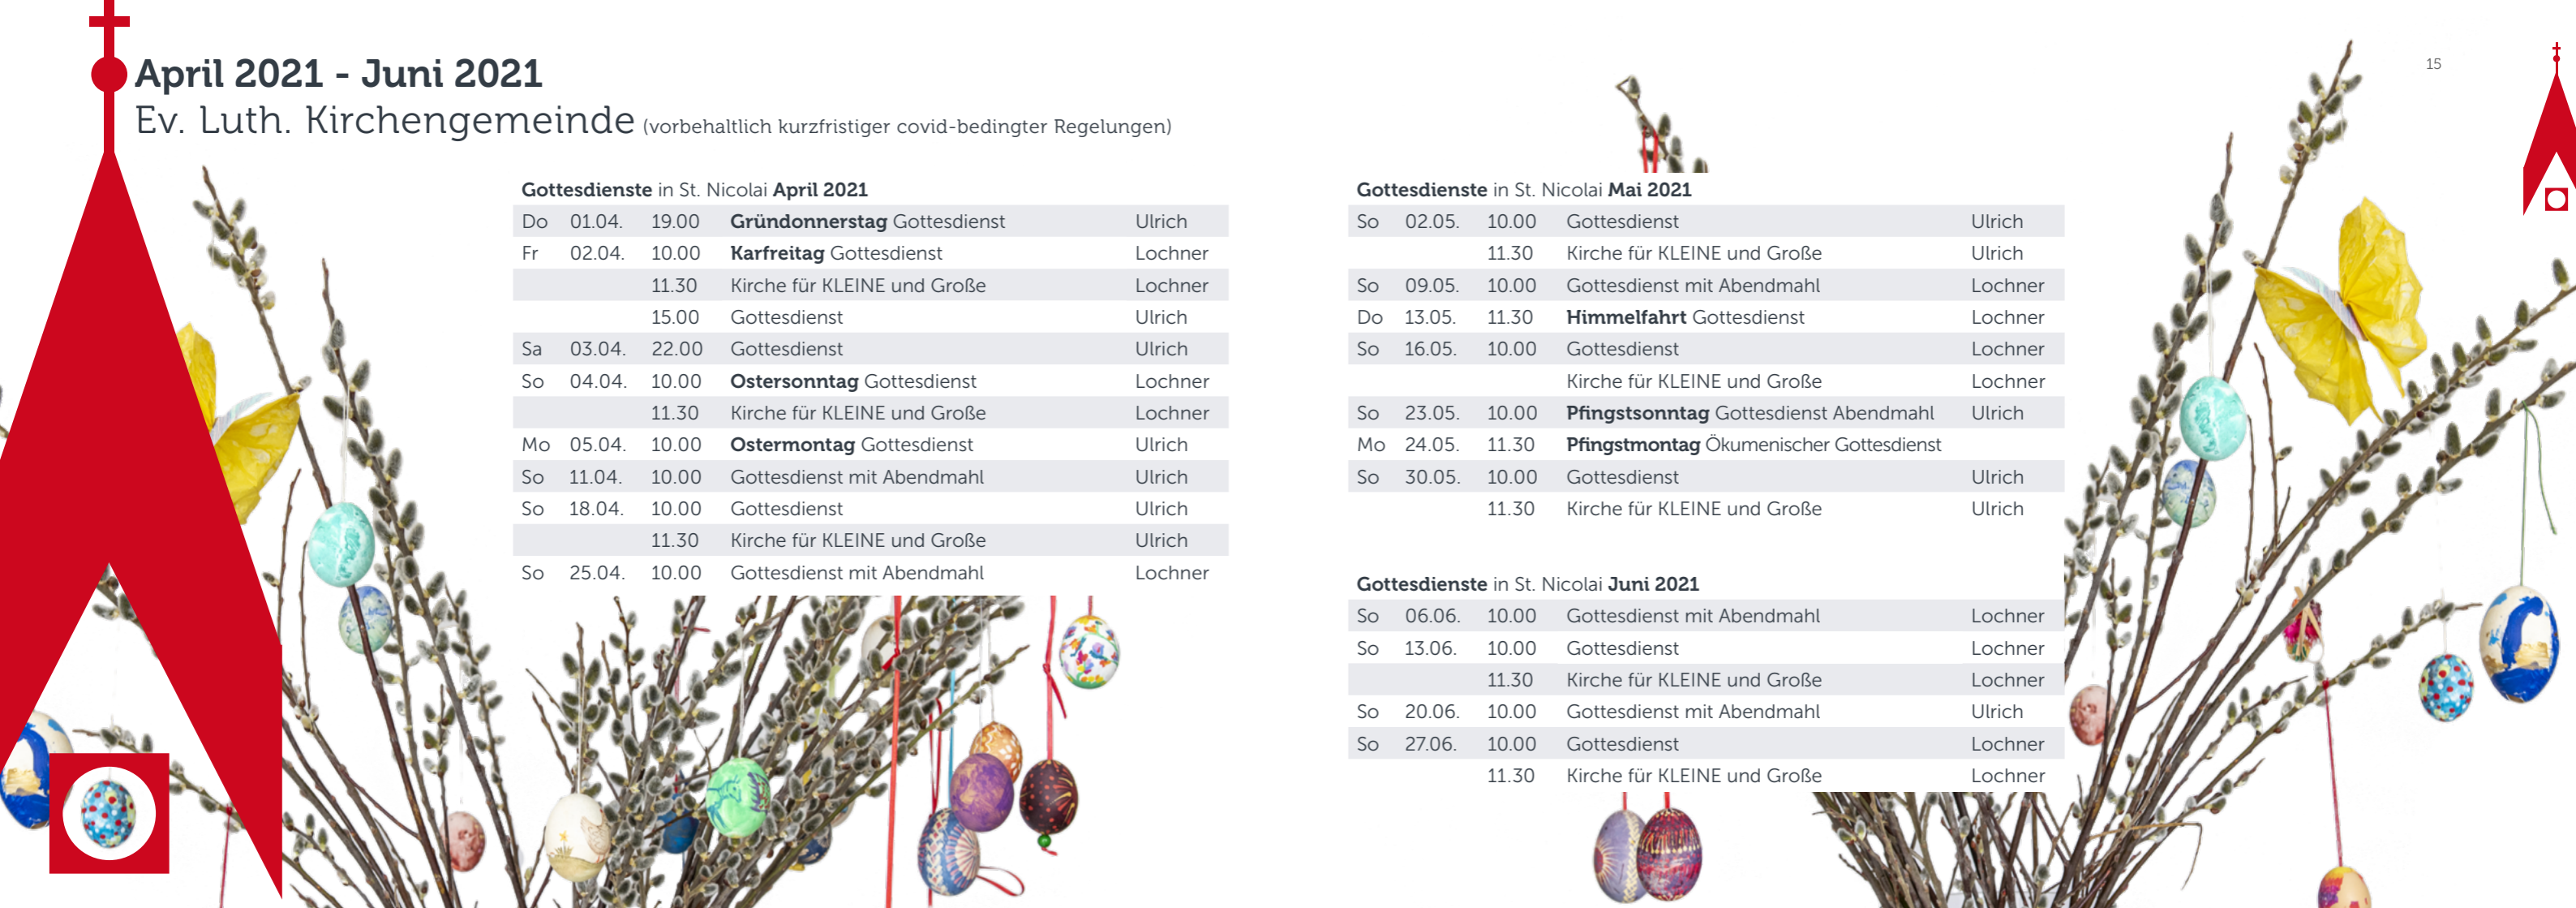 April 2021 - Juni 2021
Ev. Luth. Kirchengemeinde (vorbehaltlich kurzfristiger covid-bedingter Regelungen)
Gottesdienste in St. Nicolai April 2021
Do 01.04. 19.00 Gründonnerstag Gottesdienst Ulrich
Fr 02.04. 10.00 Karfreitag Gottesdienst Lochner
11.30 Kirche für KLEINE und Große Lochner
15.00 Gottesdienst Ulrich
Sa 03.04. 22.00 Gottesdienst Ulrich
So 04.04. 10.00 Ostersonntag Gottesdienst Lochner
11.30 Kirche für KLEINE und Große Lochner
Mo 05.04. 10.00 Ostermontag Gottesdienst Ulrich
So 11.04. 10.00 Gottesdienst mit Abendmahl Ulrich
So 18.04. 10.00 Gottesdienst Ulrich
11.30 Kirche für KLEINE und Große Ulrich
So 25.04. 10.00 Gottesdienst mit Abendmahl Lochner
15
Gottesdienste in St. Nicolai Mai 2021
So 02.05. 10.00 Gottesdienst Ulrich
11.30 Kirche für KLEINE und Große Ulrich
So 09.05. 10.00 Gottesdienst mit Abendmahl Lochner
Do 13.05. 11.30 Himmelfahrt Gottesdienst Lochner
So 16.05. 10.00 Gottesdienst Lochner
Kirche für KLEINE und Große Lochner
So 23.05. 10.00 Pfingstsonntag Gottesdienst Abendmahl Ulrich
Mo 24.05. 11.30 Pfingstmontag Ökumenischer Gottesdienst
So 30.05. 10.00 Gottesdienst Ulrich
11.30 Kirche für KLEINE und Große Ulrich
Gottesdienste in St. Nicolai Juni 2021
So 06.06. 10.00 Gottesdienst mit Abendmahl Lochner
So 13.06. 10.00 Gottesdienst Lochner
11.30 Kirche für KLEINE und Große Lochner
So 20.06. 10.00 Gottesdienst mit Abendmahl Ulrich
So 27.06. 10.00 Gottesdienst Lochner
11.30 Kirche für KLEINE und Große Lochner